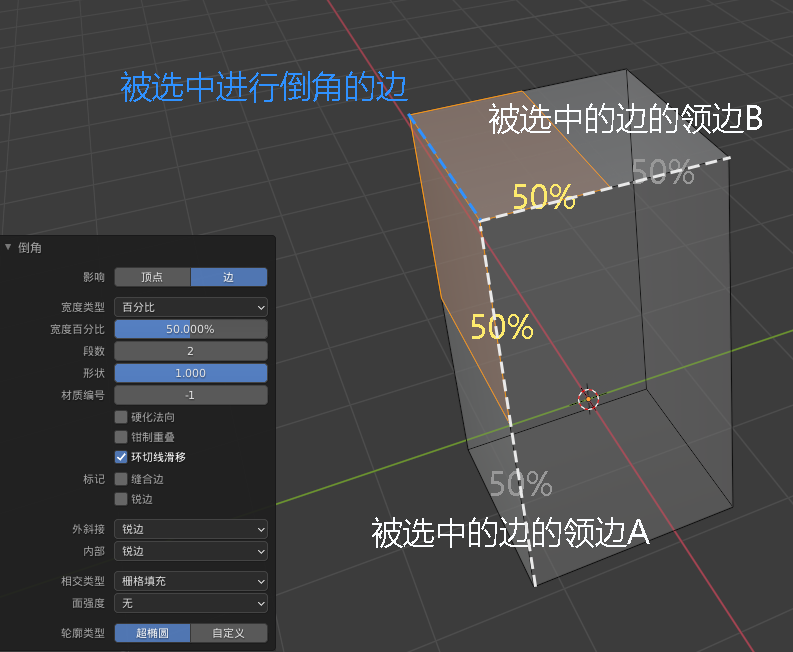 被选中进行倒角的边
被选中的边的领边B
50%
50%
50%
50%
被选中的边的领边A
倒角
影响 顶点 边
宽度类型 百分比
宽度百分比 50.000%
段数 2
形状 1.000
材质编号 -1
硬化法向
钳制重叠
环切线滑移
标记 缝合边
锐边
外斜接 锐边
内部 锐边
相交类型 栅格填充
面强度 无
轮廓类型 超椭圆 自定义